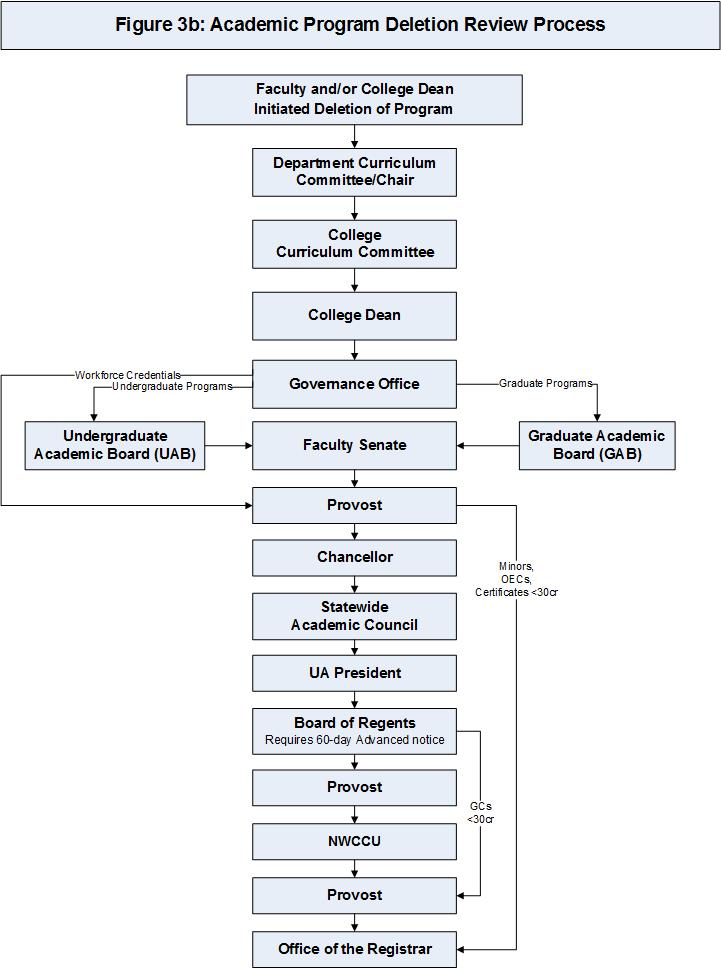 Figure 3b: Academic Program Deletion Review Process
Faculty and/or College Dean
Initiated Deletion of Program
Department Curriculum
Committee/Chair
College
Curriculum Committee
College Dean
Governance Office
Workforce Credentials
Undergraduate Programs
Graduate Programs
Undergraduate
Academic Board (UAB)
Faculty Senate
Graduate Academic
Board (GAB)
Provost
Chancellor
Minors,
OECs,
Certificates <30cr
Statewide
Academic Council
UA President
Board of Regents
Requires 60-day Advanced notice
Provost
GCs
<30cr
NWCCU
Provost
Office of the Registrar